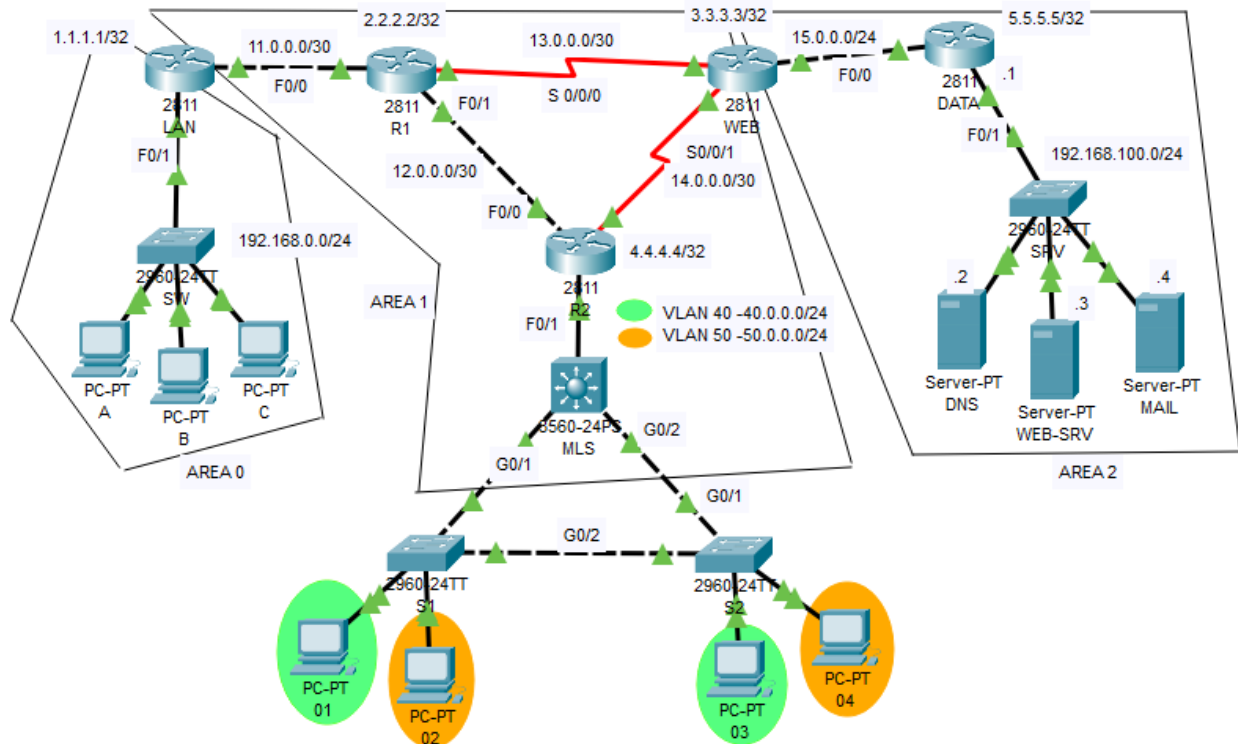 2.2.2.2/32
3.3.3.3/32
5.5.5.5/32
1.1.1.1/32
11.0.0.0/30
13.0.0.0/30
15.0.0.0/24
F0/0
S 0/0/0
F0/0
.1
2811
LAN
2811
R1
F0/1
2811
WEB
2811
DATA
F0/1
F0/1
S0/0/1
192.168.100.0/24
12.0.0.0/30
14.0.0.0/30
F0/0
192.168.0.0/24
2960-24TT
SW
4.4.4.4/32
2960-24TT
SRV
2811
R2
AREA 1
F0/1
VLAN 40 -40.0.0.0/24
VLAN 50 -50.0.0.0/24
.2
.3
.4
PC-PT
A
PC-PT
B
PC-PT
C
Server-PT
DNS
Server-PT
WEB-SRV
Server-PT
MAIL
3560-24PS
MLS
G0/2
AREA 0
G0/1
AREA 2
G0/1
G0/2
2960-24TT
S1
2960-24TT
S2
PC-PT
01
PC-PT
02
PC-PT
03
PC-PT
04